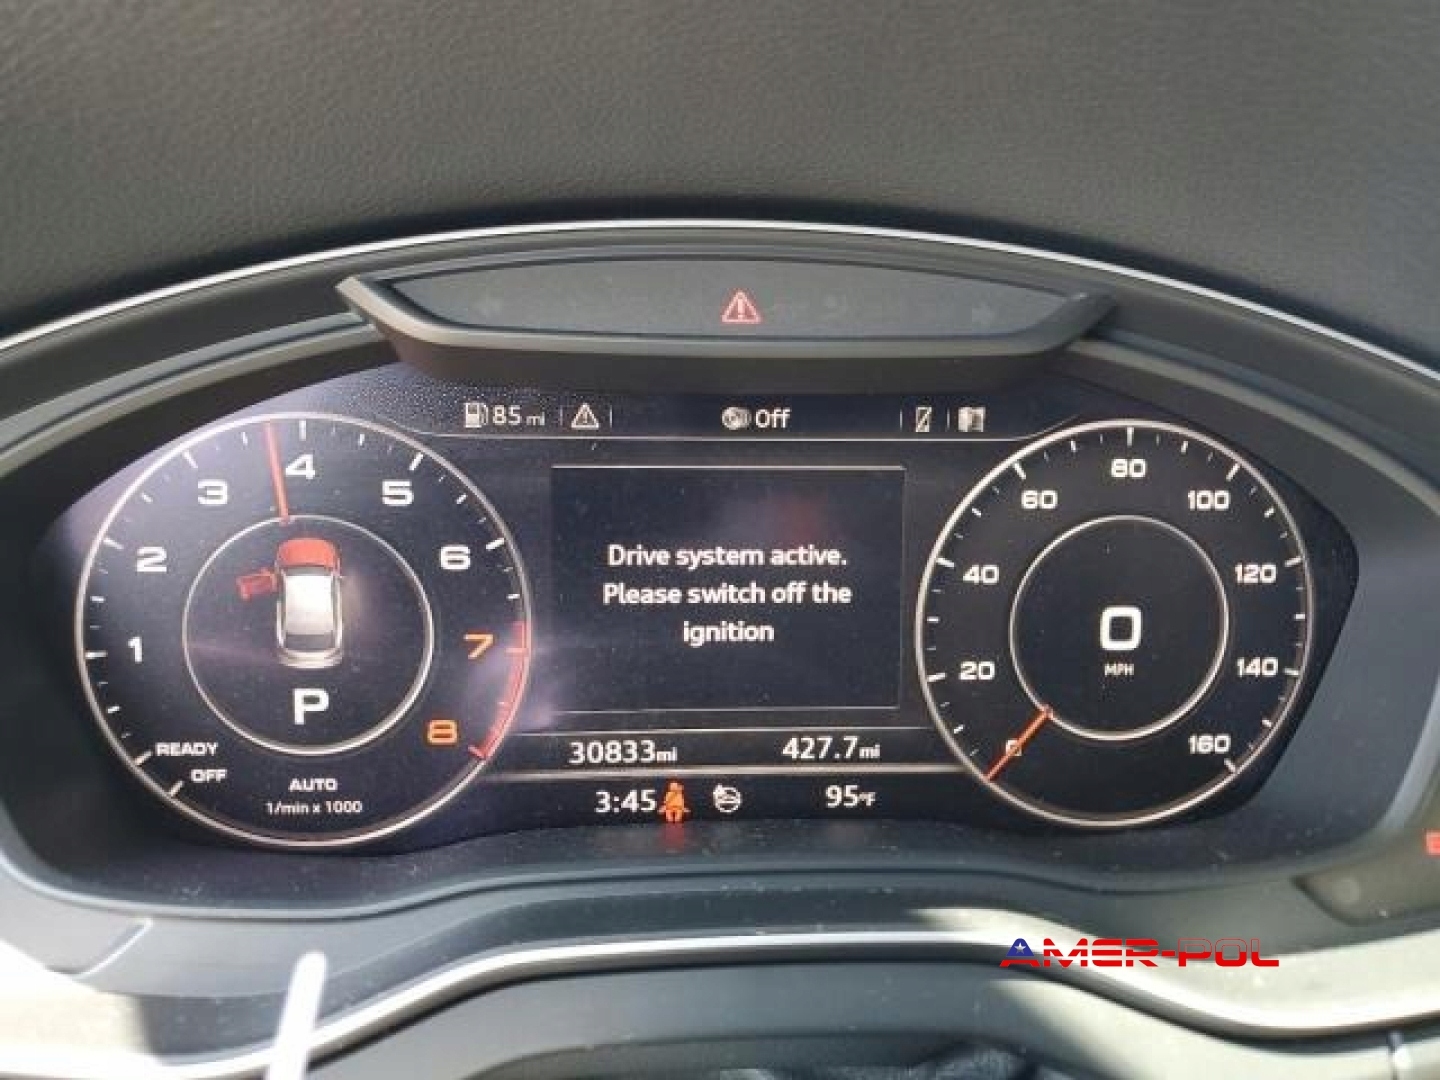 85 mi
Off
1
2
3
4
5
6
7
8
P
READY
OFF
AUTO
1/min x 1000
Drive system active.
Please switch off the
ignition
30833mi
427.7mi
3:45
95°F
0
20
40
60
80
100
120
140
160
0
MPH
AMER-POL